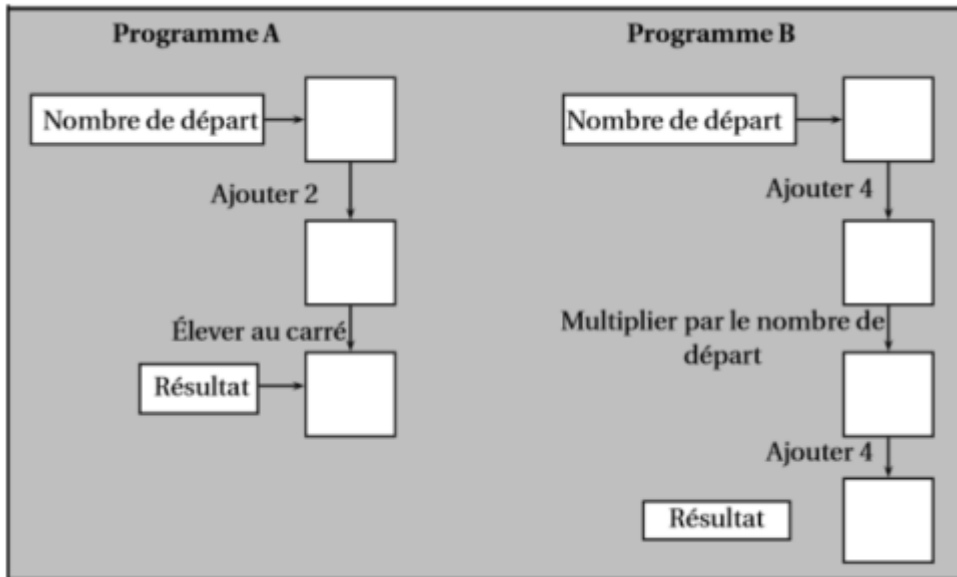 Programme A
Nombre de départ
Ajouter 2
Élever au carré
Résultat
Programme B
Nombre de départ
Ajouter 4
Multiplier par le nombre de
départ
Ajouter 4
Résultat